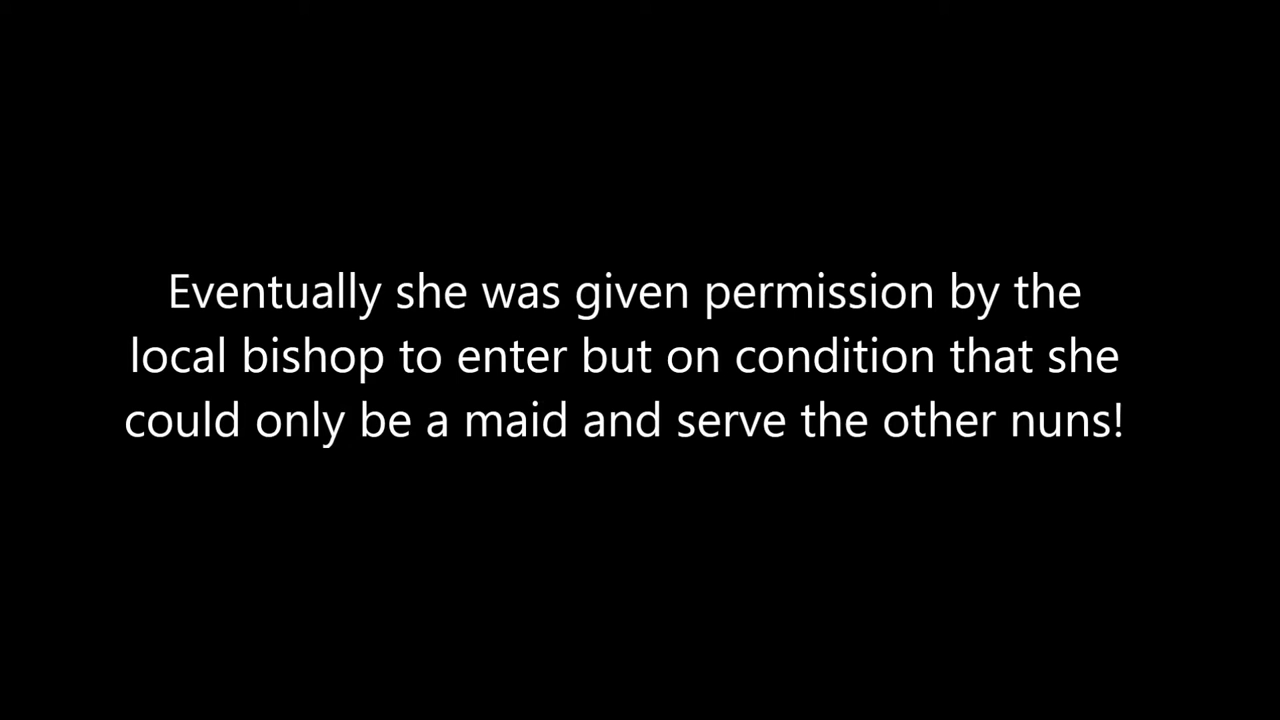 Eventually she was given permission by the
local bishop to enter but on condition that she
could only be a maid and serve the other nuns!